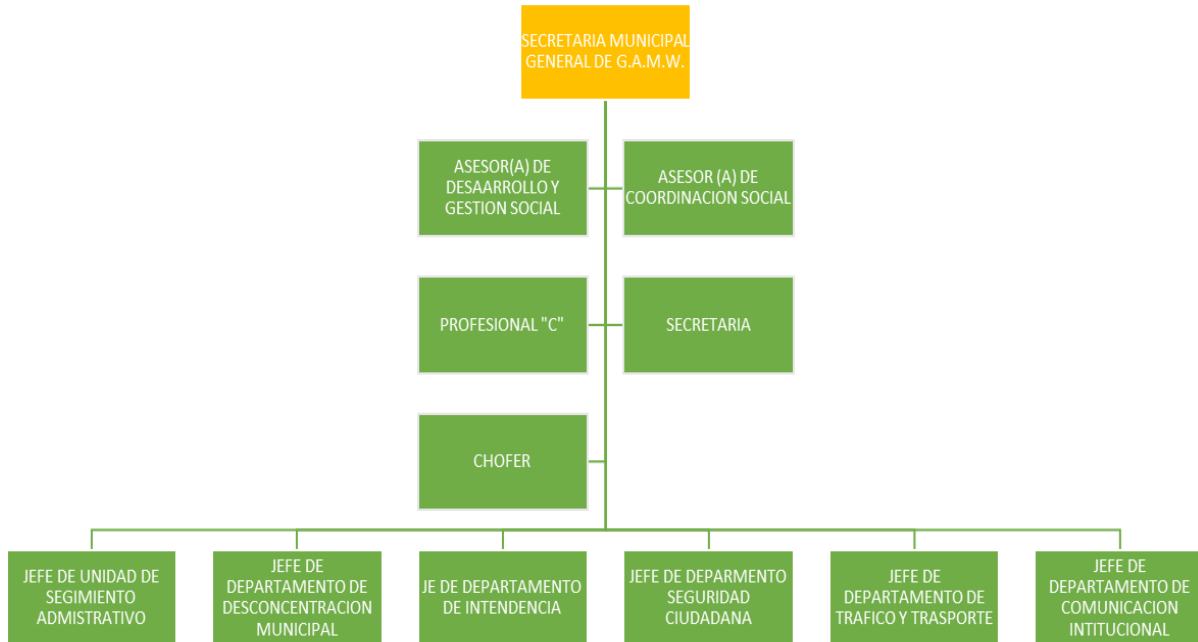 SECRETARIA MUNICIPAL
GENERAL DE G.A.M.W.
ASESOR(A) DE
DESAARROLLO Y
GESTION SOCIAL
ASESOR (A) DE
COORDINACION SOCIAL
PROFESIONAL "C"
SECRETARIA
CHOFER
JEFE DE UNIDAD DE
SEGIMIENTO
ADMISTRATIVO
JEFE DE
DEPARTAMENTO DE
DESCONCENTRACION
MUNICIPAL
JE DE DEPARTAMENTO
DE INTENDENCIA
JEFE DE DEPARMENTO
SEGURIDAD
CIUDADANA
JEFE DE
DEPARTAMENTO DE
TRAFICO Y TRASPORTE
JEFE DE
DEPARTAMENTO DE
COMUNICACION
INTITUCIONAL